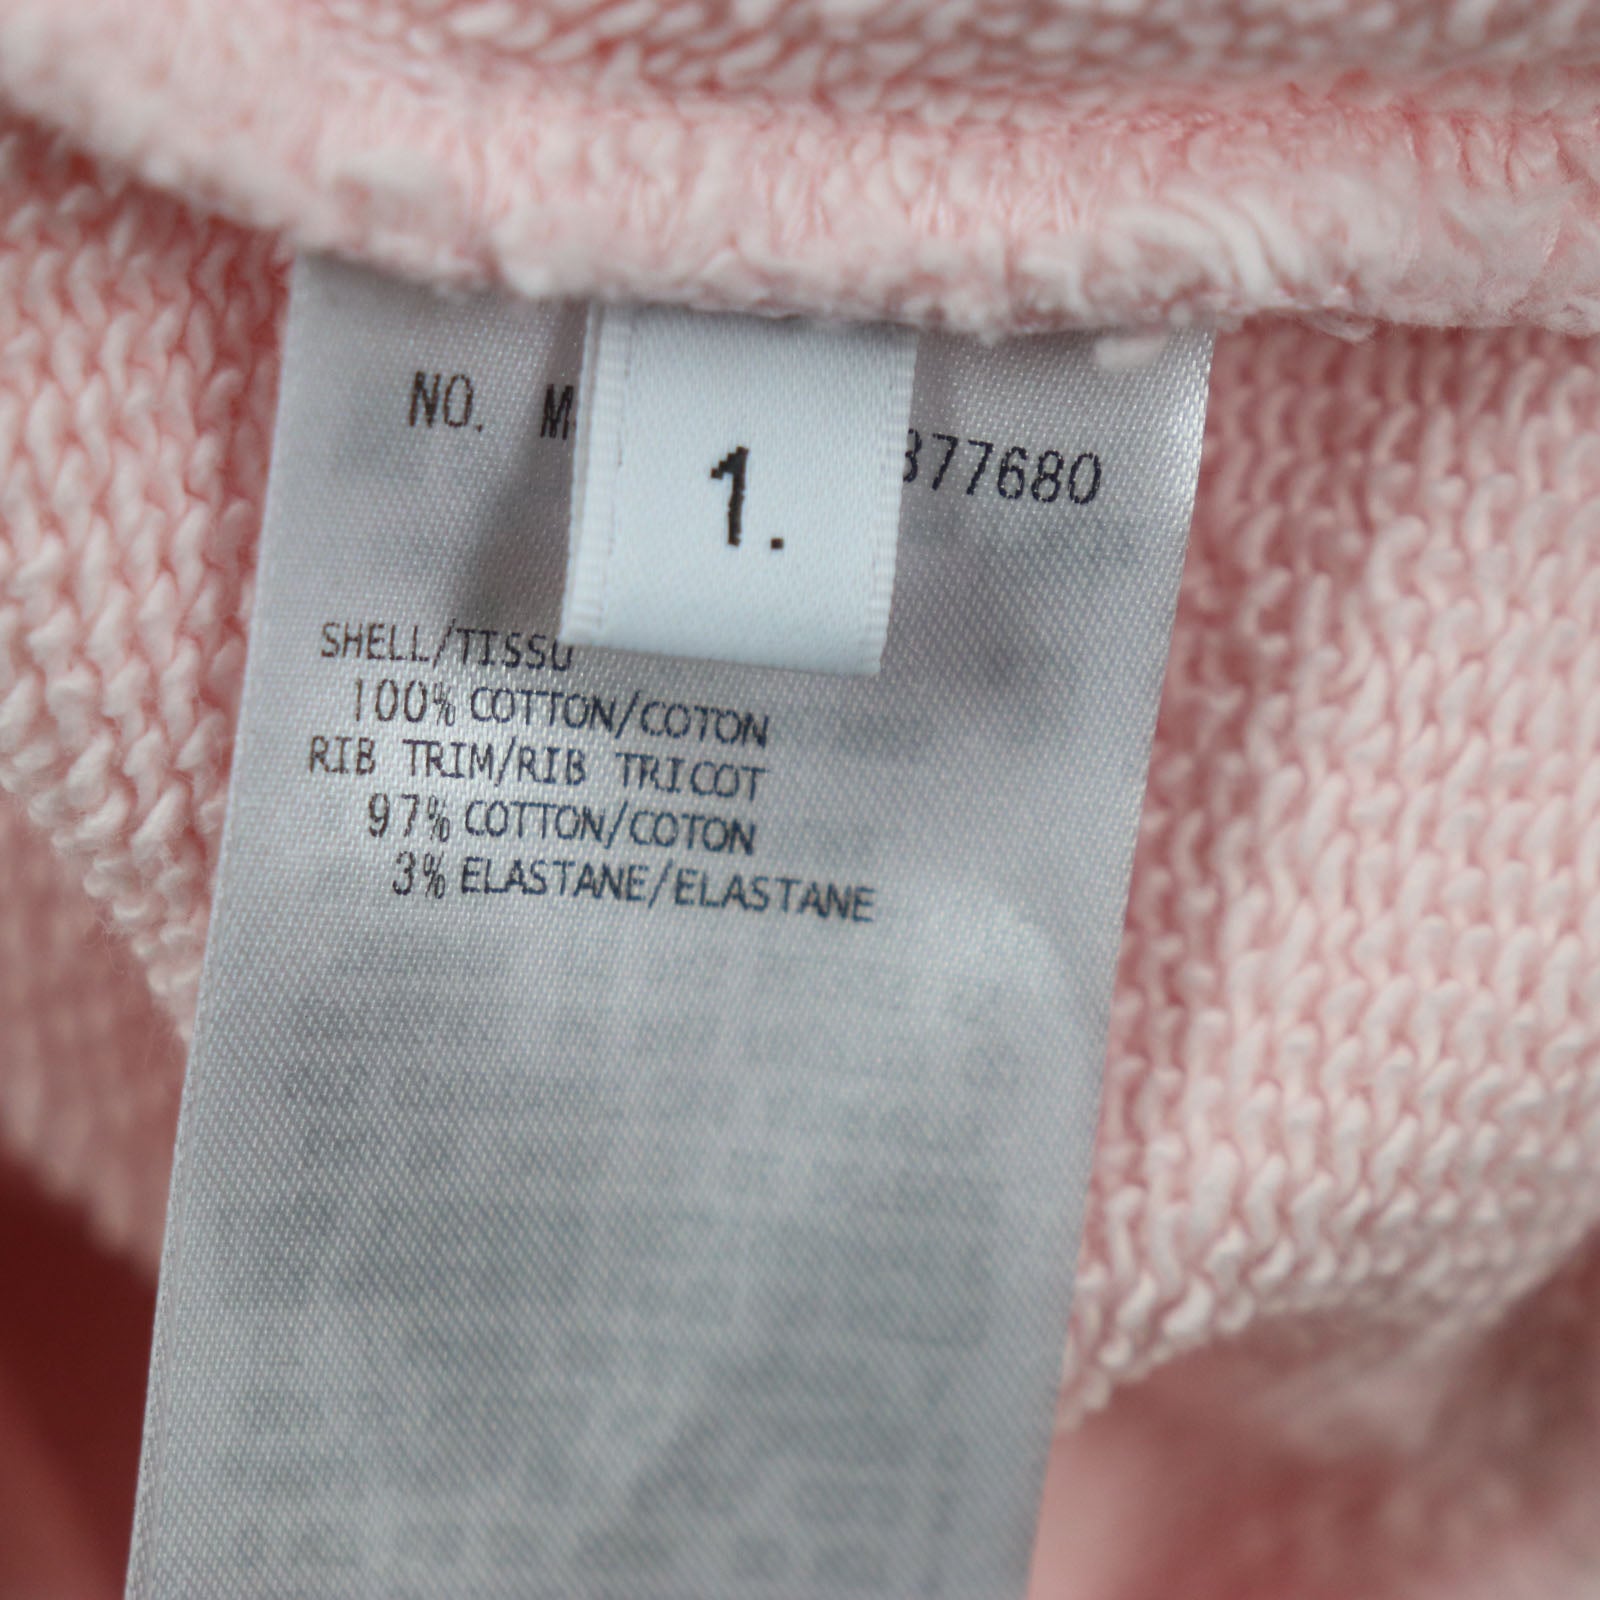 NO. M 377680
1.
SHELL/TISSU
100% COTTON/COTON
RIB TRIM/RIB TRICOT
97% COTTON/COTON
3% ELASTANE/ELASTANE